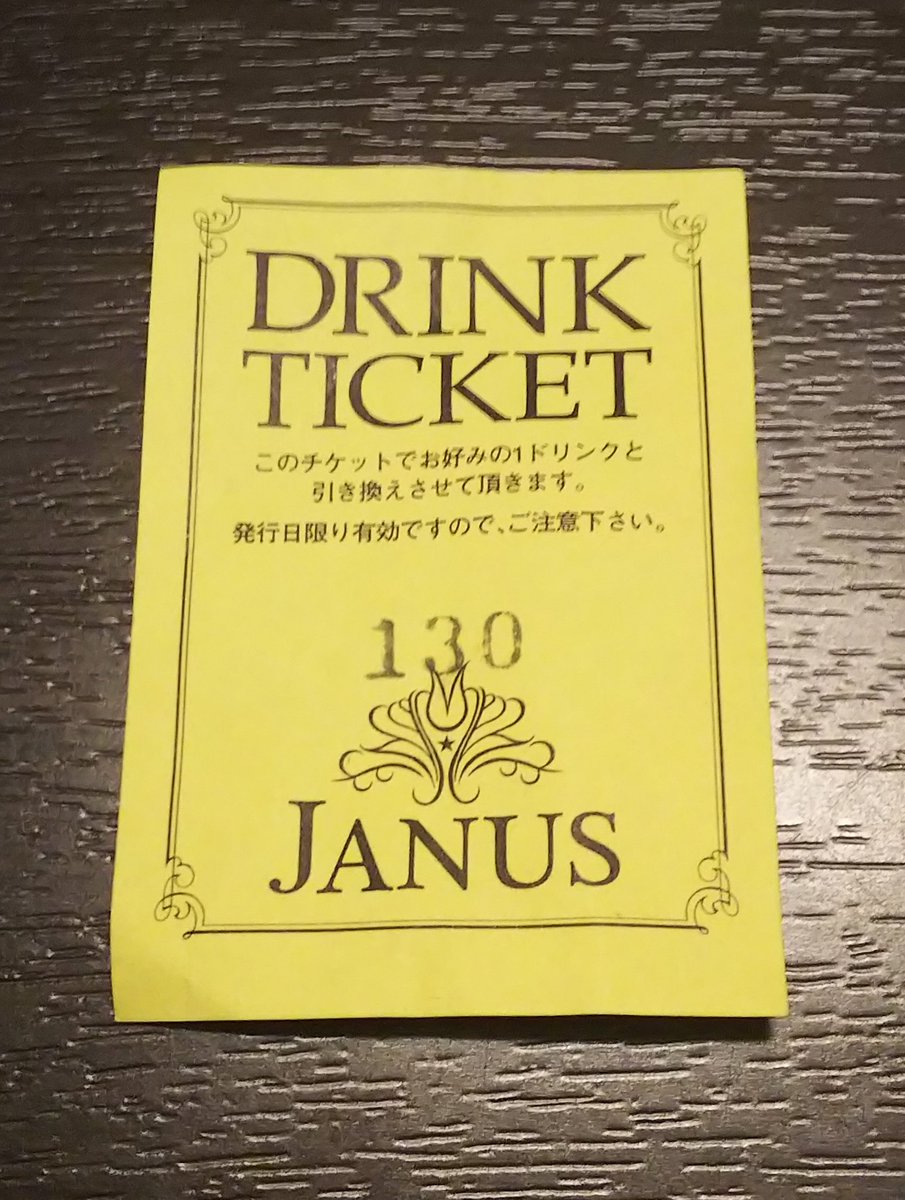 DRINK
TICKET
このチケットでお好みの1ドリンクと
引き換えさせて頂きます。
発行日限り有効ですので、ご注意下さい。
130
JANUS